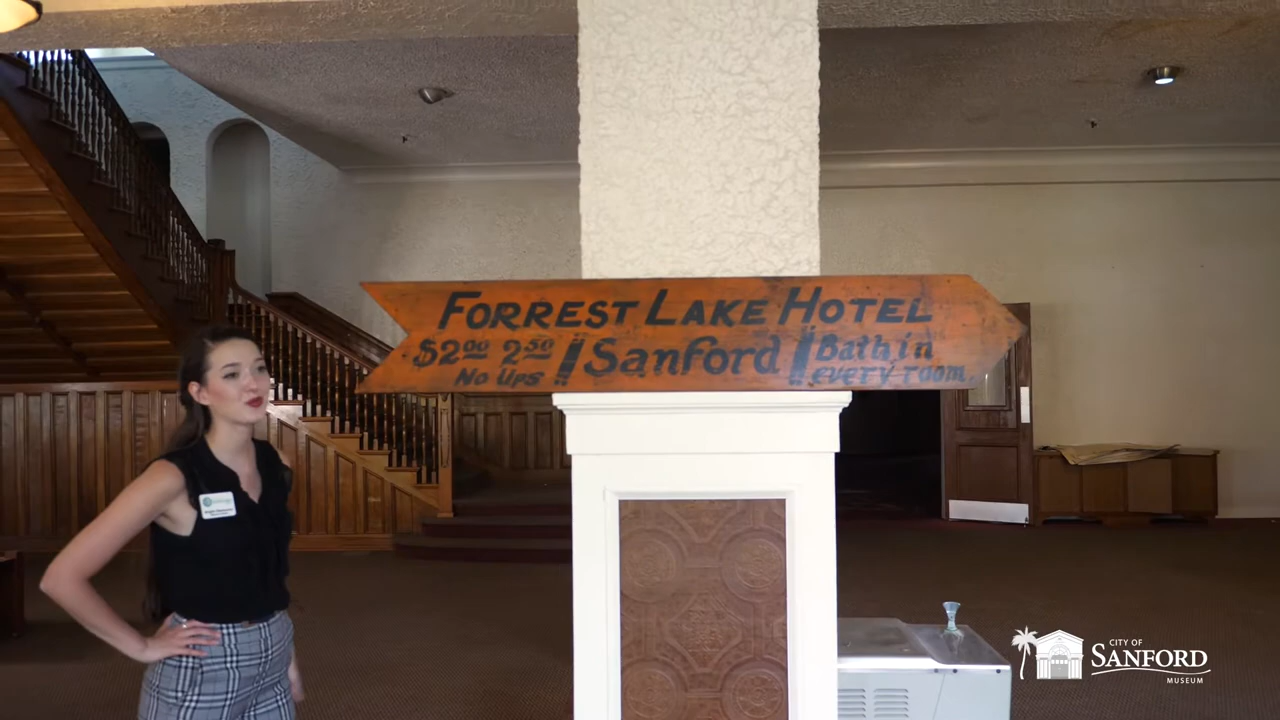 FORREST LAKE HOTEL
$2.00 2.50 Sanford Bath in
No Ups every room.
CITY OF
SANFORD
MUSEUM